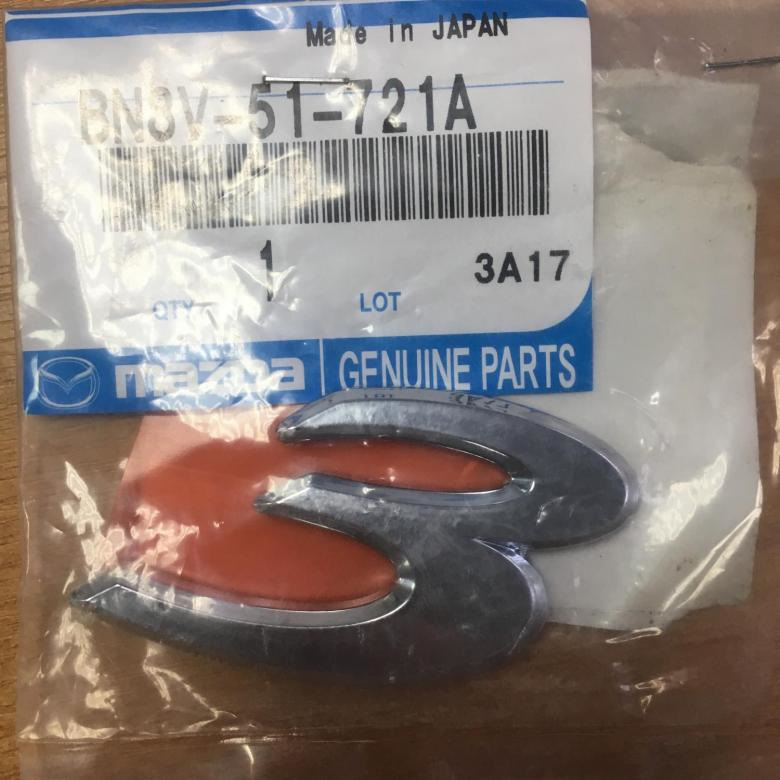 Made in JAPAN
BN3V-51-721A
1
3A17
QTY
LOT
mazda
GENUINE PARTS